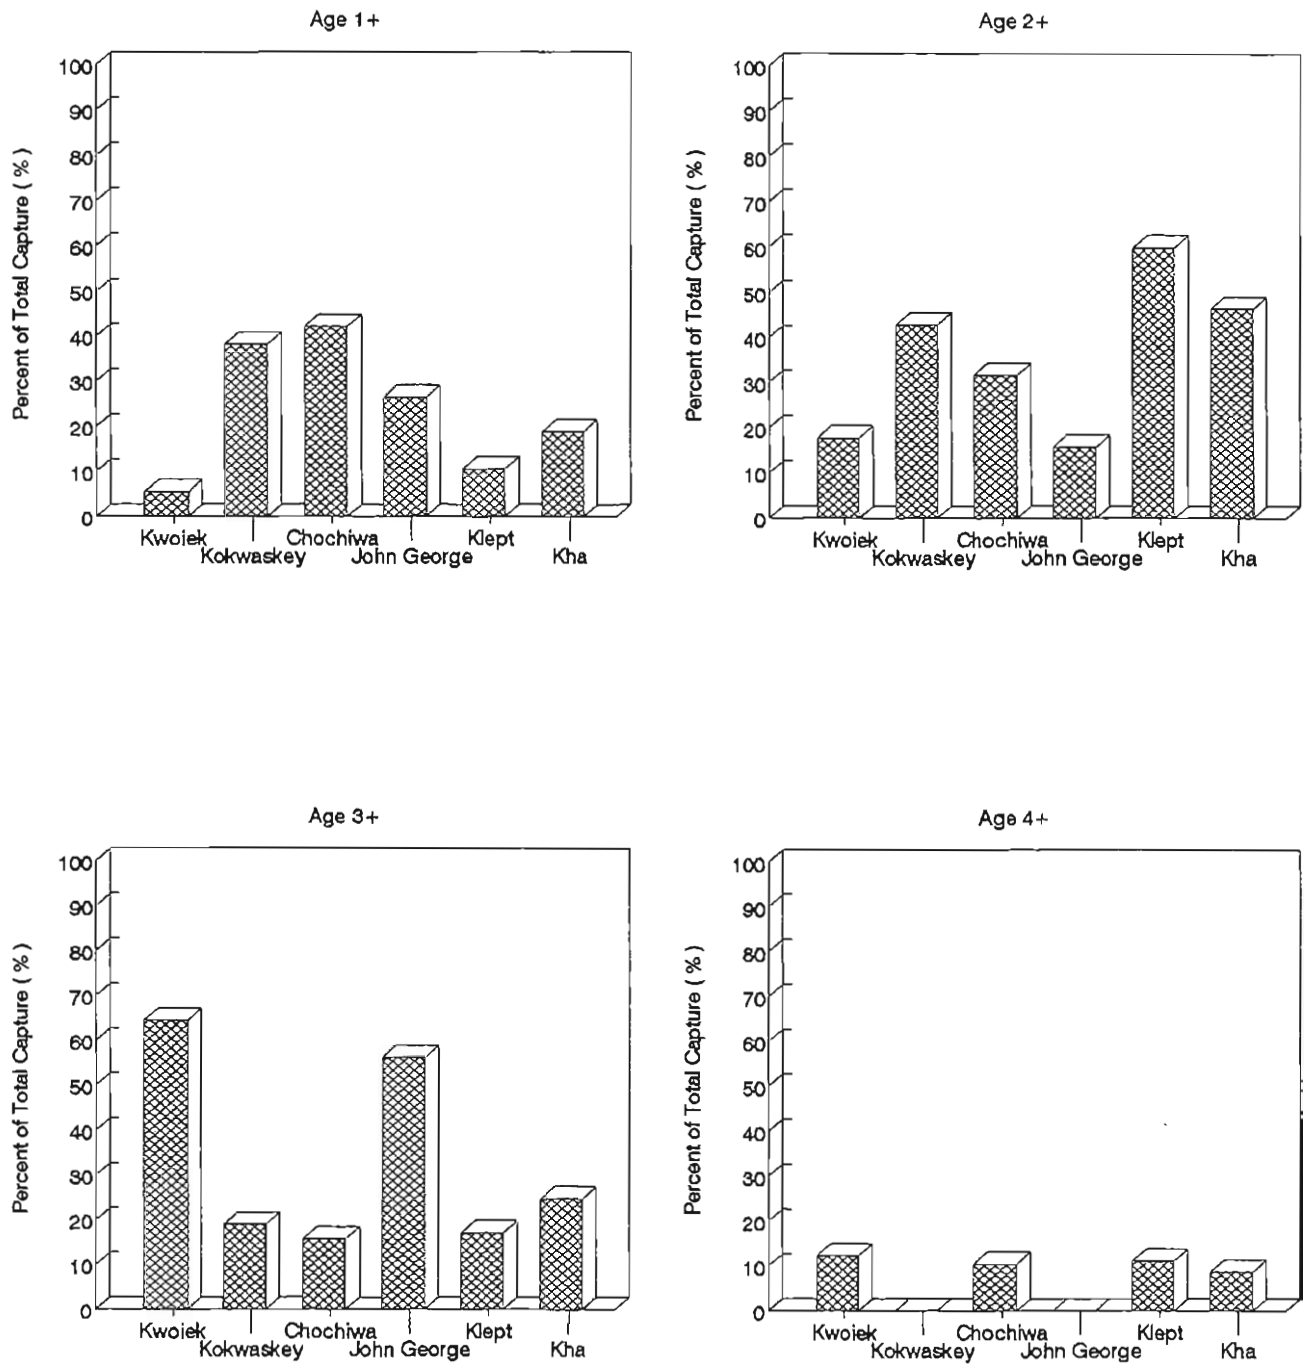 Age 1+
Percent of Total Capture ( % )
100
90
80
70
60
50
40
30
20
10
0
Kwoiek Chochiwa Klept
Kokwaskey John George Kha
Age 2+
Percent of Total Capture ( % )
100
90
80
70
60
50
40
30
20
10
0
Kwoiek Chochiwa Klept
Kokwaskey John George Kha
Age 3+
Percent of Total Capture ( % )
100
90
80
70
60
50
40
30
20
10
0
Kwoiek Chochiwa Klept
Kokwaskey John George Kha
Age 4+
Percent of Total Capture ( % )
100
90
80
70
60
50
40
30
20
10
0
Kwoiek Chochiwa Klept
Kokwaskey John George Kha